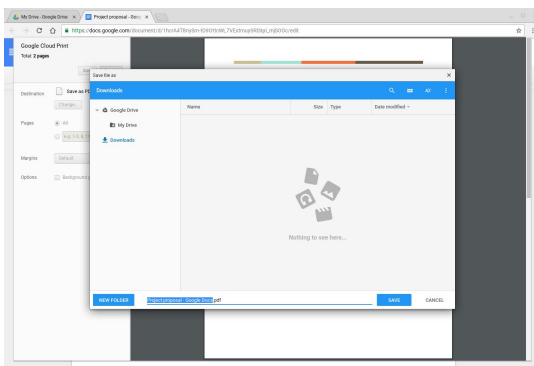 My Drive - Google Drive
Project proposal - Goog
https://docs.google.com
Google Cloud Print
Total: 2 pages
Save file as
Destination
Save as PD
Downloads
Change...
Google Drive
Name
Size
Type
Date modified
Pages
All
My Drive
Downloads
Margins
Default
Options
Background
Nothing to see here...
NEW FOLDER
Project proposal - Google Docs.pdf
SAVE
CANCEL